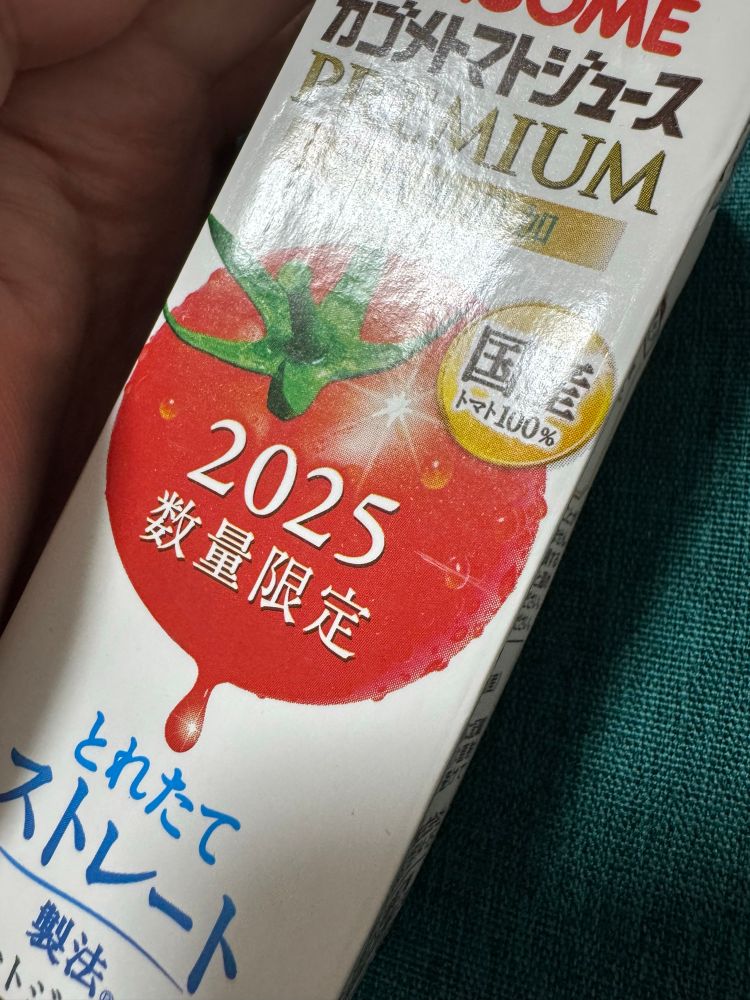 カゴメトマトジュース
PREMIUM
国産
トマト100%
2025
数量限定
とれたて
ストレート
製法